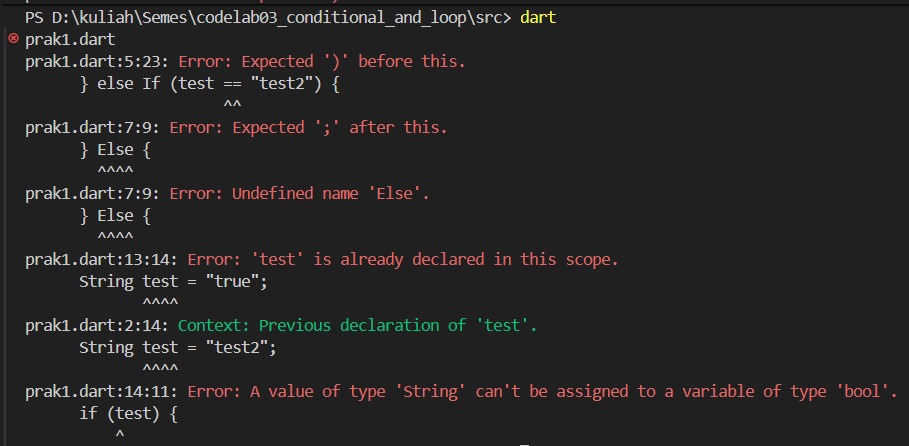 PS D:\kuliah\Semes\codelab03_conditional_and_loop\src> dart
prak1.dart
prak1.dart:5:23: Error: Expected ')' before this.
      } else If (test == "test2") {
                      ^^
prak1.dart:7:9: Error: Expected ';' after this.
      } Else {
        ^^^^
prak1.dart:7:9: Error: Undefined name 'Else'.
      } Else {
        ^^^^
prak1.dart:13:14: Error: 'test' is already declared in this scope.
      String test = "true";
             ^^^^
prak1.dart:2:14: Context: Previous declaration of 'test'.
      String test = "test2";
             ^^^^
prak1.dart:14:11: Error: A value of type 'String' can't be assigned to a variable of type 'bool'.
      if (test) {
          ^